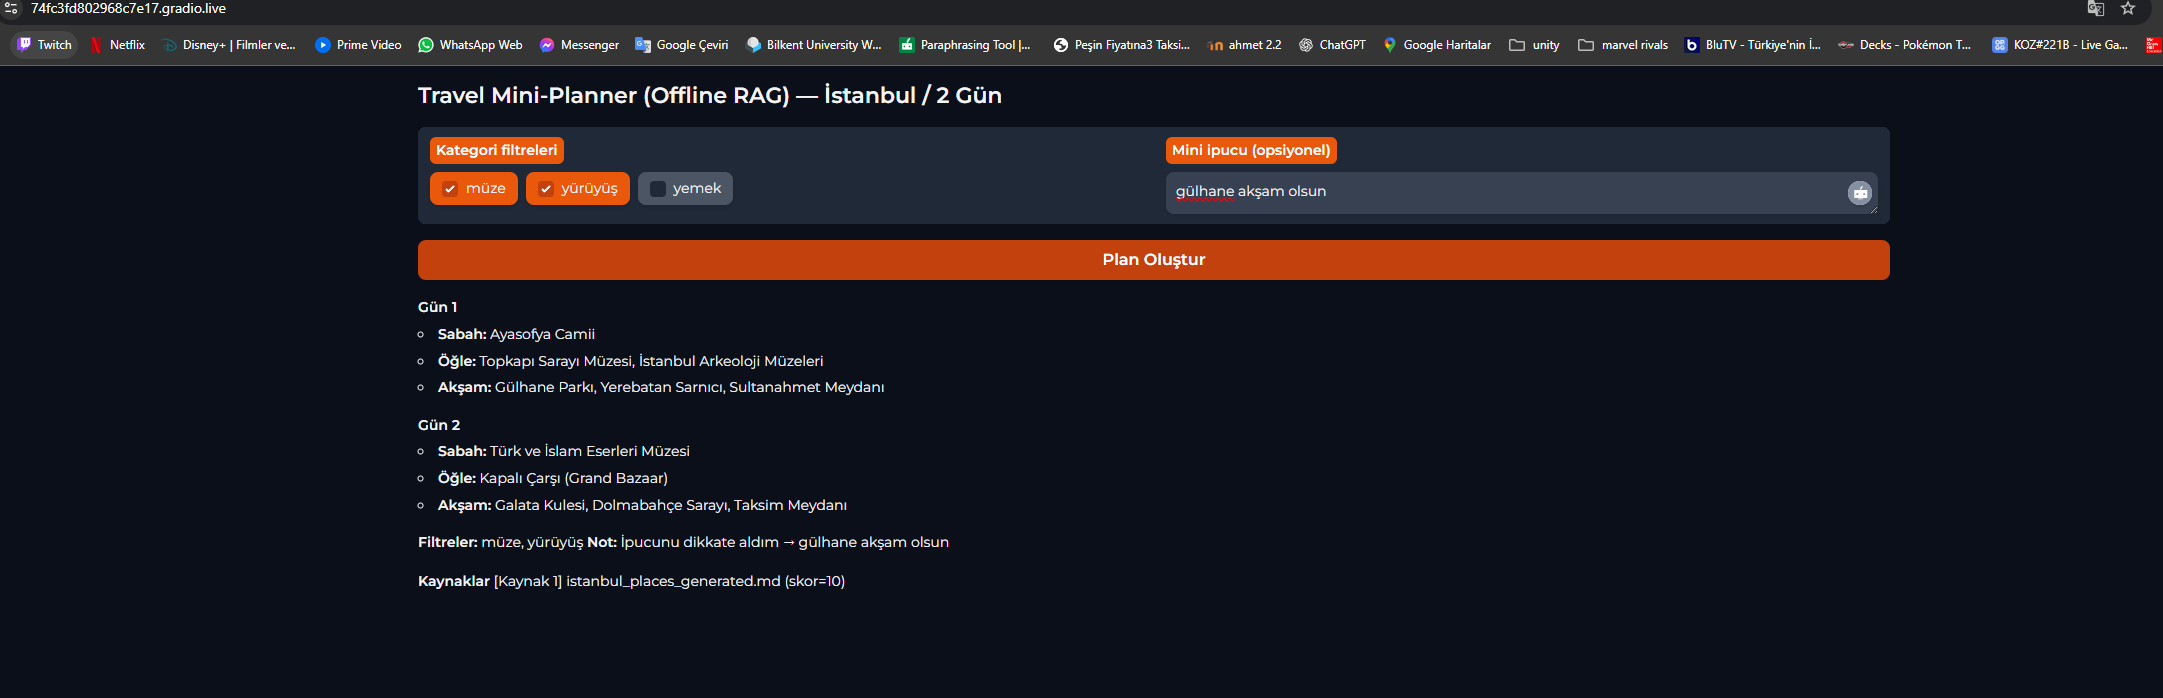 74fc3fd802968c7e17.gradio.live
Twitch Netflix Disney+ | Filmler ve... Prime Video WhatsApp Web Messenger Google Çeviri Bilkent University W... Paraphrasing Tool |... Peşin Fiyatına3 Taksi... ahmet 2.2 ChatGPT Google Haritalar unity marvel rivals BluTV - Türkiye'nin İ... Decks - Pokémon T... KOZ#221B - Live Ga...
Travel Mini-Planner (Offline RAG) — İstanbul / 2 Gün
Kategori filtreleri
müze yürüyüş yemek
Mini ipucu (opsiyonel)
gülhane akşam olsun
Plan Oluştur
Gün 1
Sabah: Ayasofya Camii
Öğle: Topkapı Sarayı Müzesi, İstanbul Arkeoloji Müzeleri
Akşam: Gülhane Parkı, Yerebatan Sarnıcı, Sultanahmet Meydanı
Gün 2
Sabah: Türk ve İslam Eserleri Müzesi
Öğle: Kapalı Çarşı (Grand Bazaar)
Akşam: Galata Kulesi, Dolmabahçe Sarayı, Taksim Meydanı
Filtreler: müze, yürüyüş Not: İpucunu dikkate aldım → gülhane akşam olsun
Kaynaklar [Kaynak 1] istanbul_places_generated.md (skor=10)